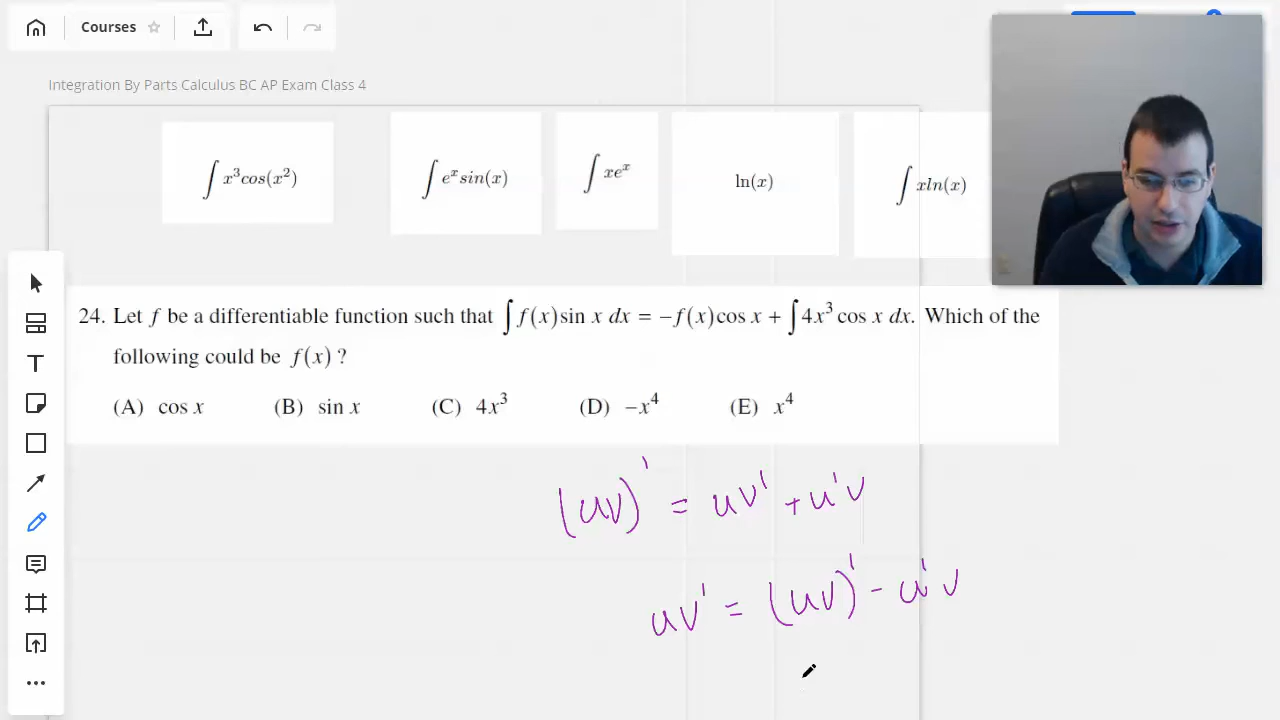 Courses
Integration By Parts Calculus BC AP Exam Class 4
∫ x³cos(x²) ∫ eˣsin(x) ∫ xeˣ ln(x) ∫ xln(x)
24. Let f be a differentiable function such that ∫ f(x) sin x dx = −f(x) cos x + ∫ 4x³ cos x dx. Which of the
following could be f(x) ?
(A) cos x (B) sin x (C) 4x³ (D) −x⁴ (E) x⁴
(uv)' = uv' + u'v
uv' = (uv)' − u'v